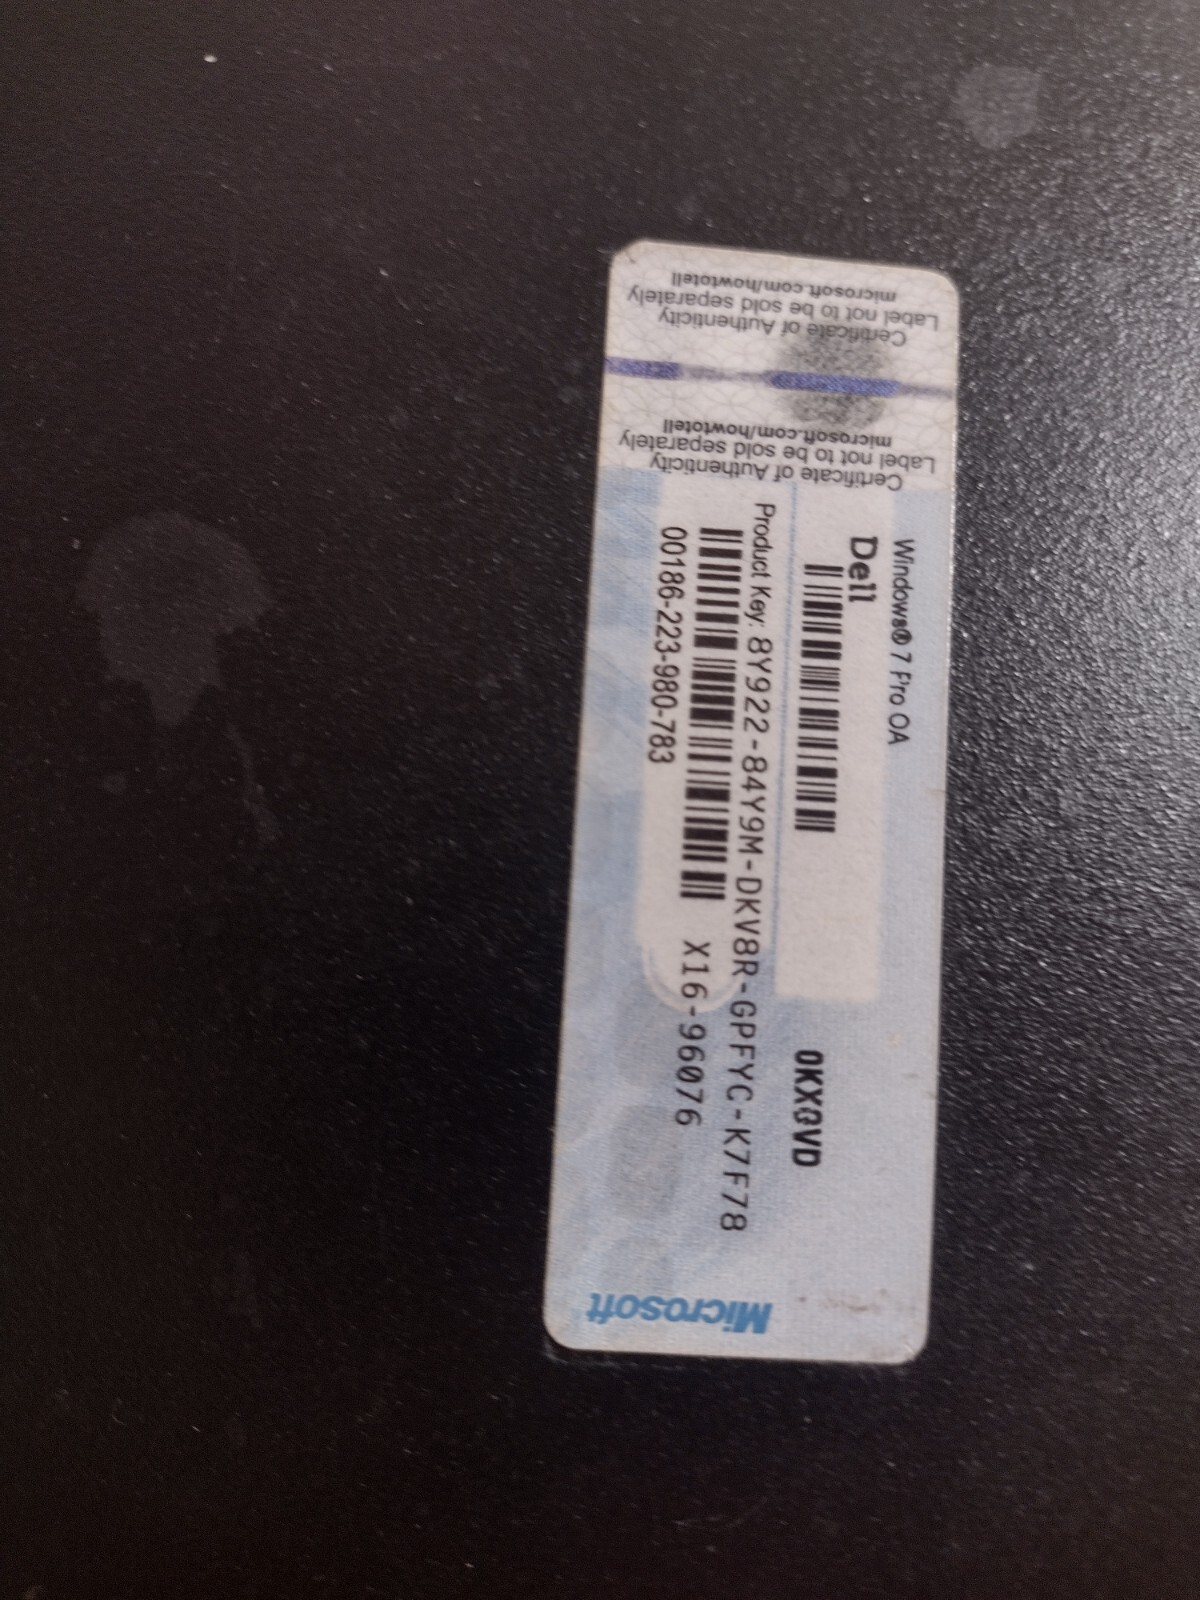 Certificate of Authenticity
Label not to be sold separately
microsoft.com/howtotell
Certificate of Authenticity
Label not to be sold separately
microsoft.com/howtotell
Windows® 7 Pro OA
Dell
0KXQVD
Product Key: 8Y922-84Y9M-DKV8R-GPFYC-K7F78
X16-96076
00186-223-980-783
Microsoft